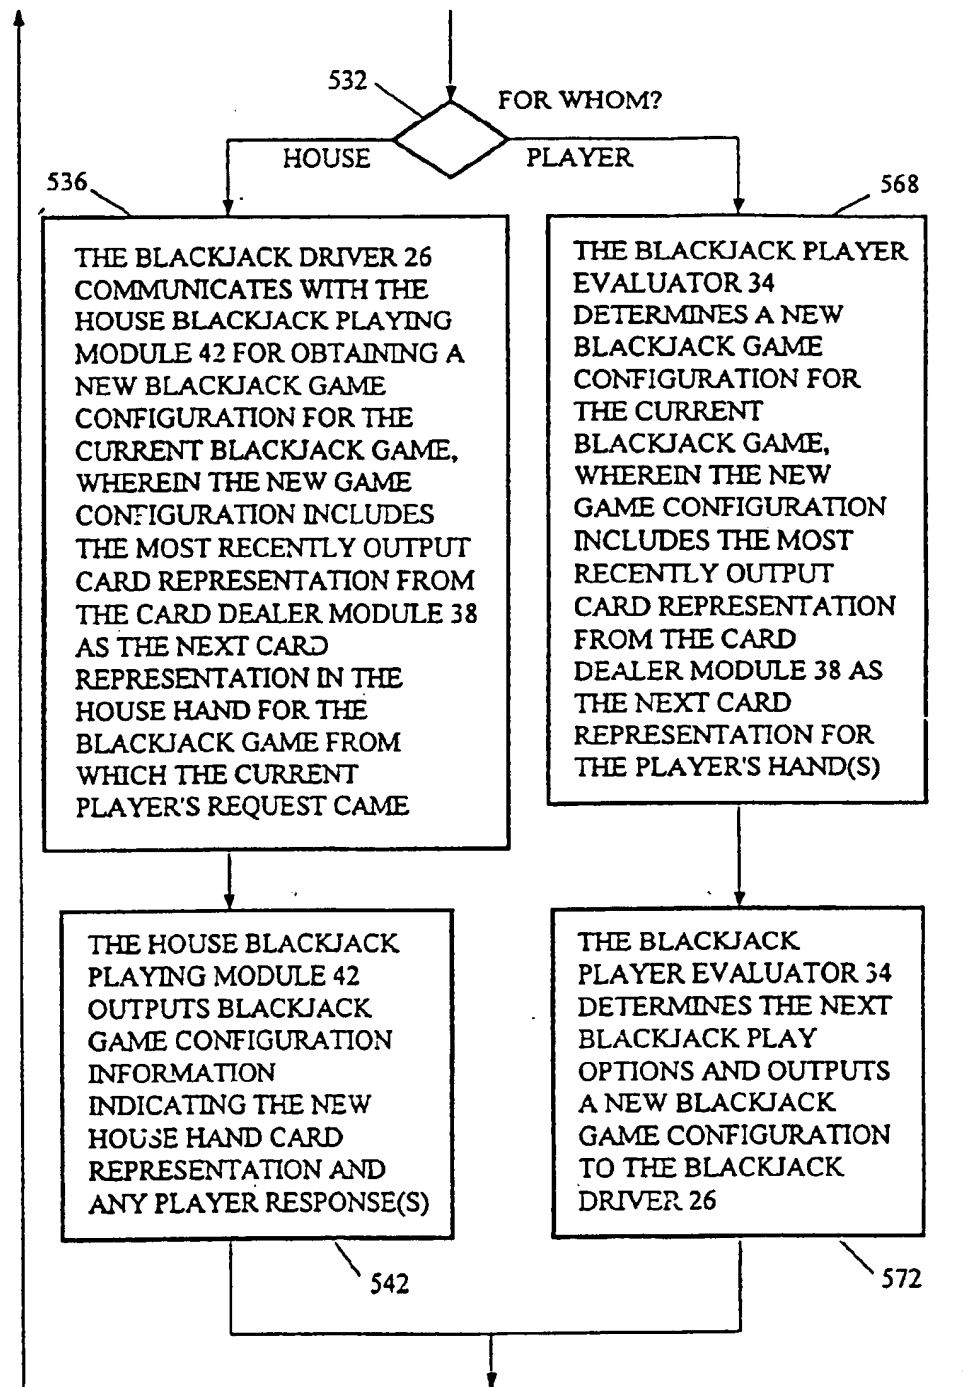 532
FOR WHOM?
HOUSE
PLAYER
536
THE BLACKJACK DRIVER 26
COMMUNICATES WITH THE
HOUSE BLACKJACK PLAYING
MODULE 42 FOR OBTAINING A
NEW BLACKJACK GAME
CONFIGURATION FOR THE
CURRENT BLACKJACK GAME,
WHEREIN THE NEW GAME
CONFIGURATION INCLUDES
THE MOST RECENTLY OUTPUT
CARD REPRESENTATION FROM
THE CARD DEALER MODULE 38
AS THE NEXT CARD
REPRESENTATION IN THE
HOUSE HAND FOR THE
BLACKJACK GAME FROM
WHICH THE CURRENT
PLAYER'S REQUEST CAME
568
THE BLACKJACK PLAYER
EVALUATOR 34
DETERMINES A NEW
BLACKJACK GAME
CONFIGURATION FOR
THE CURRENT
BLACKJACK GAME,
WHEREIN THE NEW
GAME CONFIGURATION
INCLUDES THE MOST
RECENTLY OUTPUT
CARD REPRESENTATION
FROM THE CARD
DEALER MODULE 38 AS
THE NEXT CARD
REPRESENTATION FOR
THE PLAYER'S HAND(S)
THE HOUSE BLACKJACK
PLAYING MODULE 42
OUTPUTS BLACKJACK
GAME CONFIGURATION
INFORMATION
INDICATING THE NEW
HOUSE HAND CARD
REPRESENTATION AND
ANY PLAYER RESPONSE(S)
542
THE BLACKJACK
PLAYER EVALUATOR 34
DETERMINES THE NEXT
BLACKJACK PLAY
OPTIONS AND OUTPUTS
A NEW BLACKJACK
GAME CONFIGURATION
TO THE BLACKJACK
DRIVER 26
572